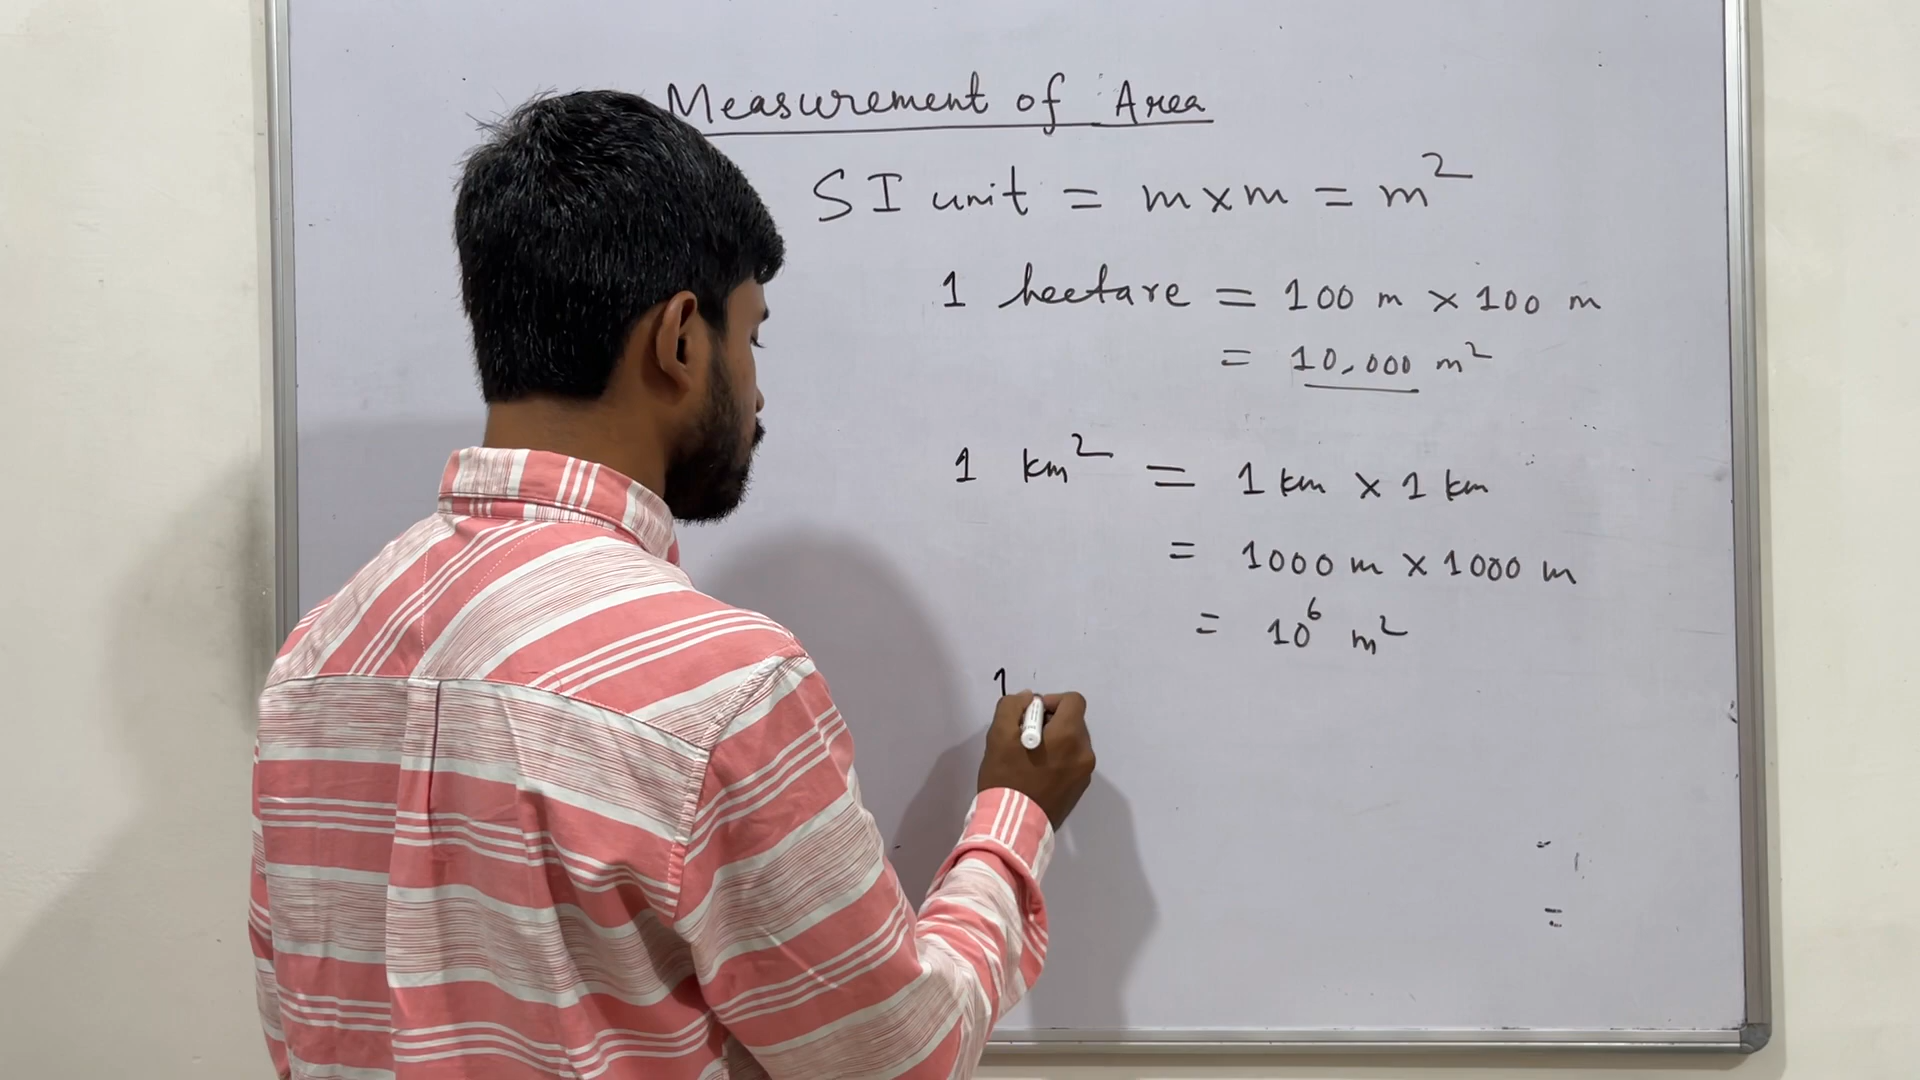 Measurement of Area
SI unit = m × m = m²
1 hectare = 100 m × 100 m
= 10,000 m²
1 km² = 1 km × 1 km
= 1000 m × 1000 m
= 10⁶ m²
1